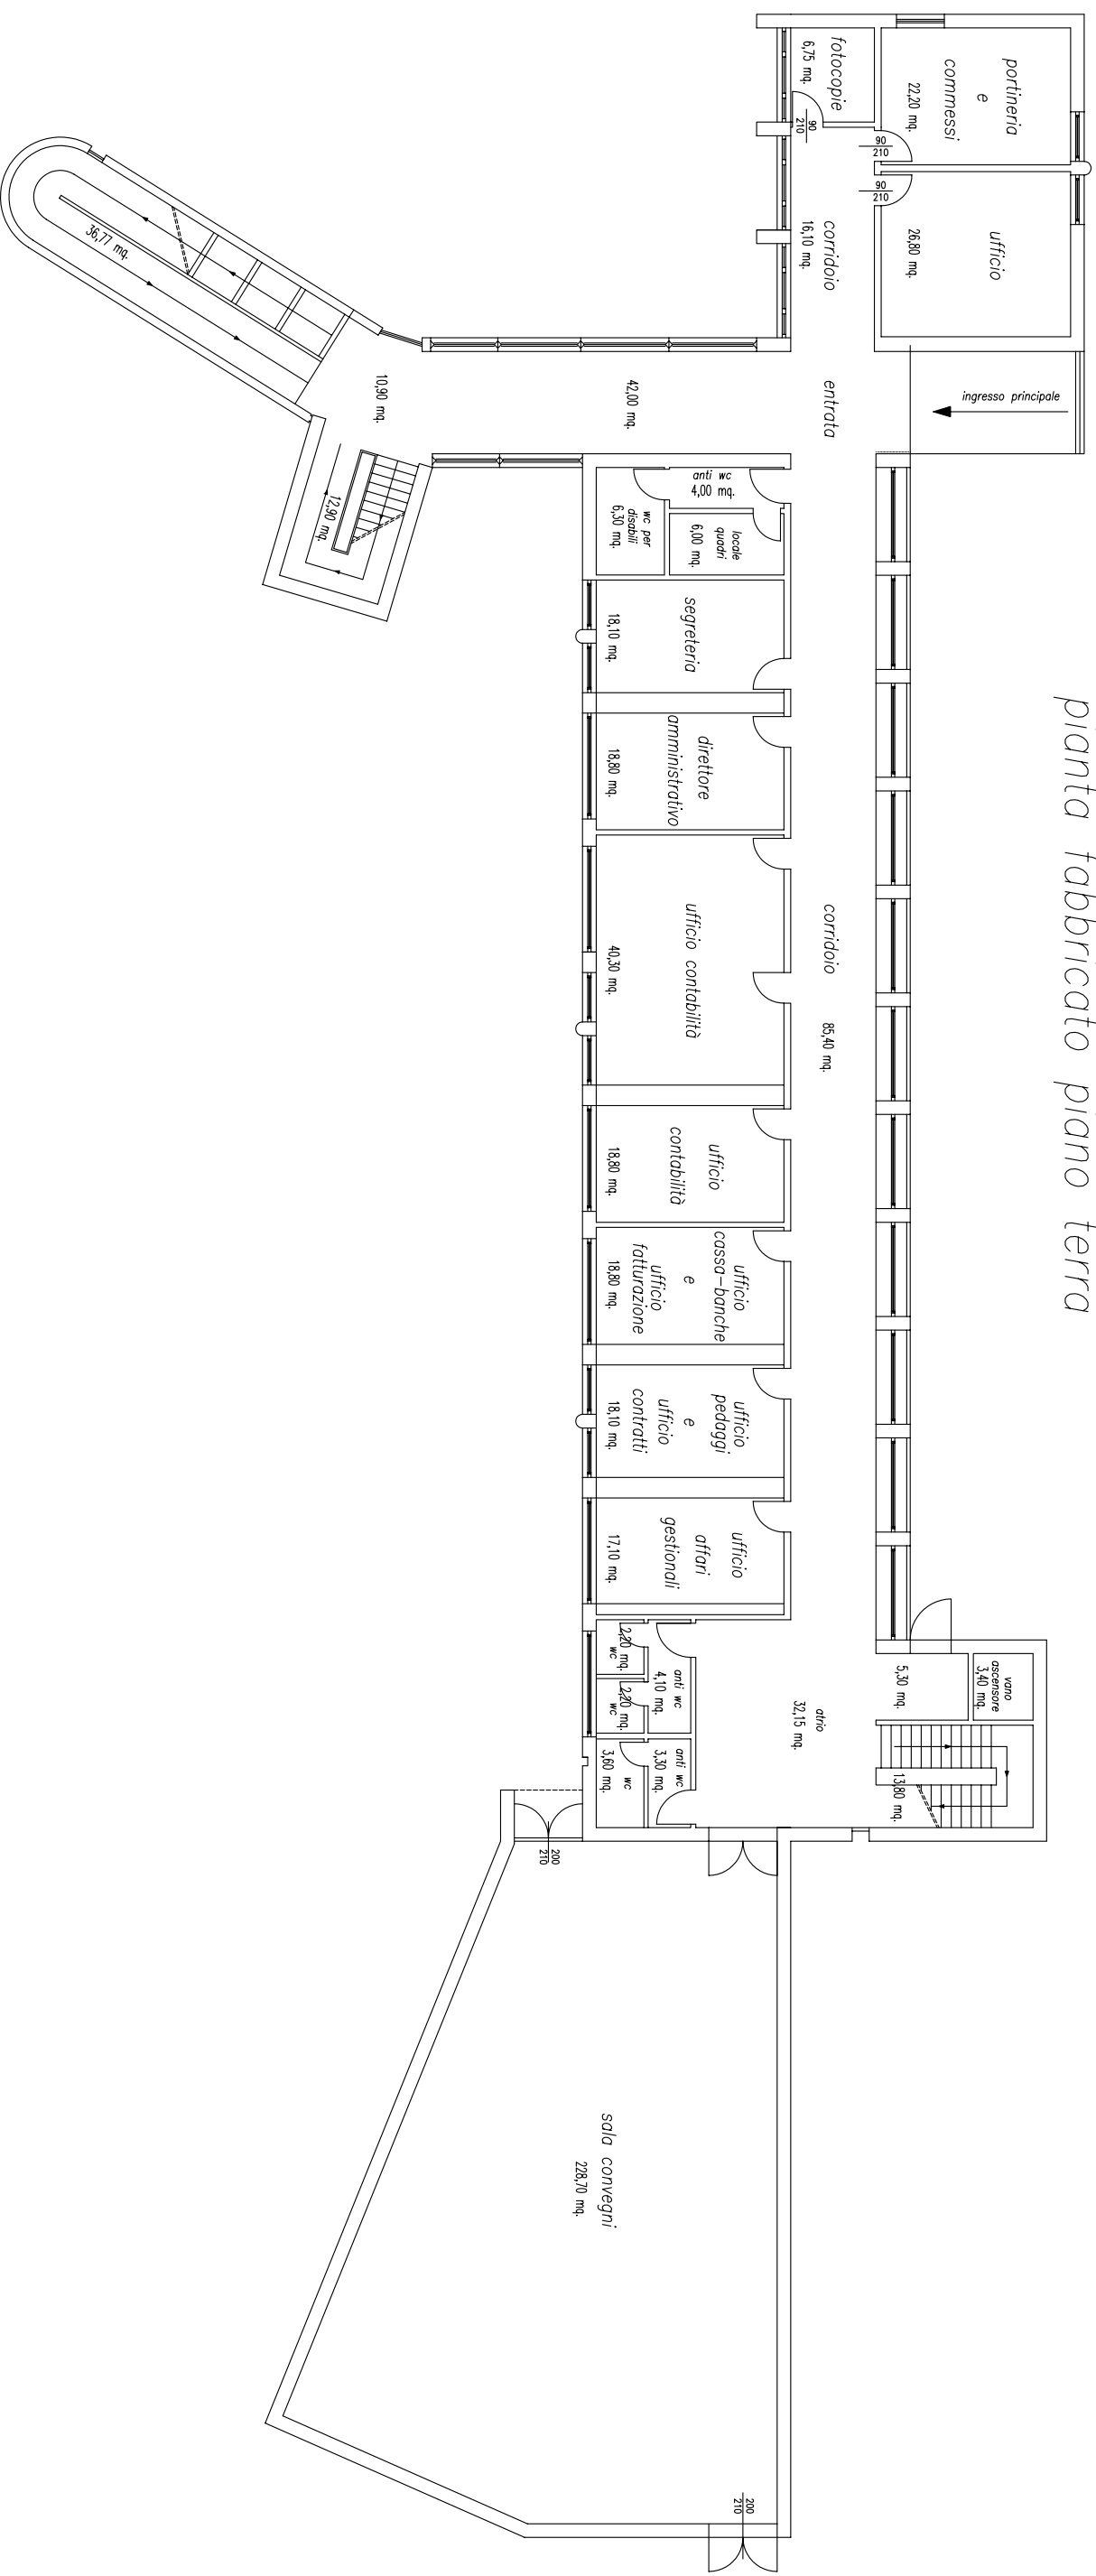 pianta fabbricato piano terra
portineria
e
commessi
22,20 mq.
fotocopie
6,75 mq.
90
210
90
210
90
210
ufficio
26,80 mq.
corridoio
16,10 mq.
ingresso principale
entrata
42,00 mq.
10,90 mq.
36,77 mq.
12,90 mq.
anti wc
4,00 mq.
locale
quadri
6,00 mq.
wc per
disabili
6,30 mq.
segreteria
18,10 mq.
direttore
amministrativo
18,80 mq.
ufficio contabilità
40,30 mq.
corridoio
85,40 mq.
ufficio
contabilità
18,80 mq.
ufficio
cassa-banche
e
ufficio
fatturazione
18,80 mq.
ufficio
pedaggi
e
ufficio
contratti
18,10 mq.
ufficio
affari
gestionali
17,10 mq.
vano
ascensore
3,40 mq.
5,30 mq.
13,80 mq.
atrio
32,15 mq.
anti wc
4,10 mq.
2,20 mq.
wc
2,20 mq.
wc
anti wc
3,30 mq.
wc
3,60 mq.
200
210
sala convegni
228,70 mq.
200
210